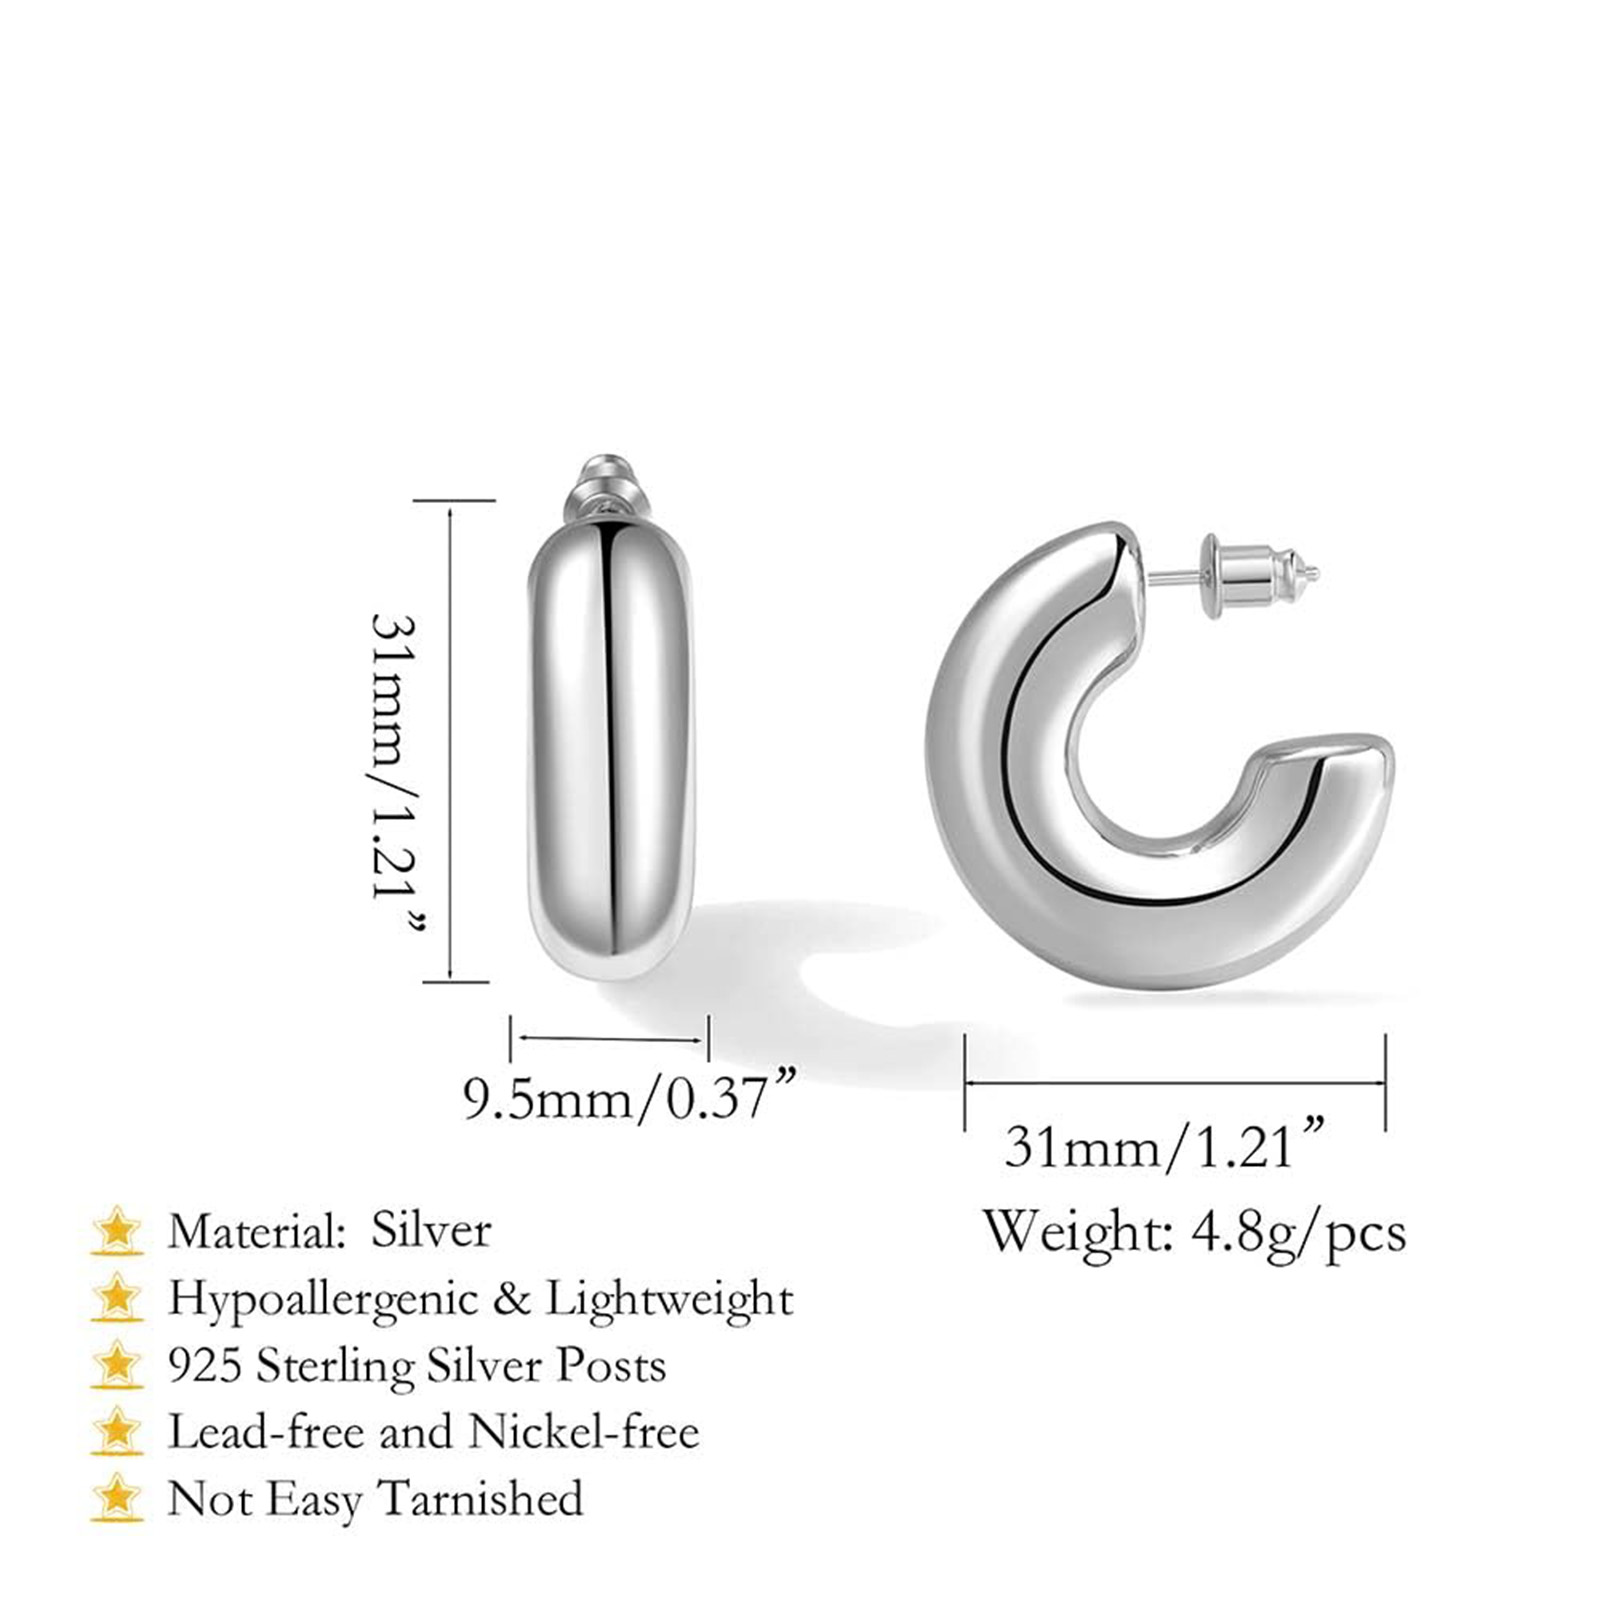 31mm/1.21”
9.5mm/0.37”
31mm/1.21”
Weight: 4.8g/pcs
Material: Silver
Hypoallergenic & Lightweight
925 Sterling Silver Posts
Lead-free and Nickel-free
Not Easy Tarnished